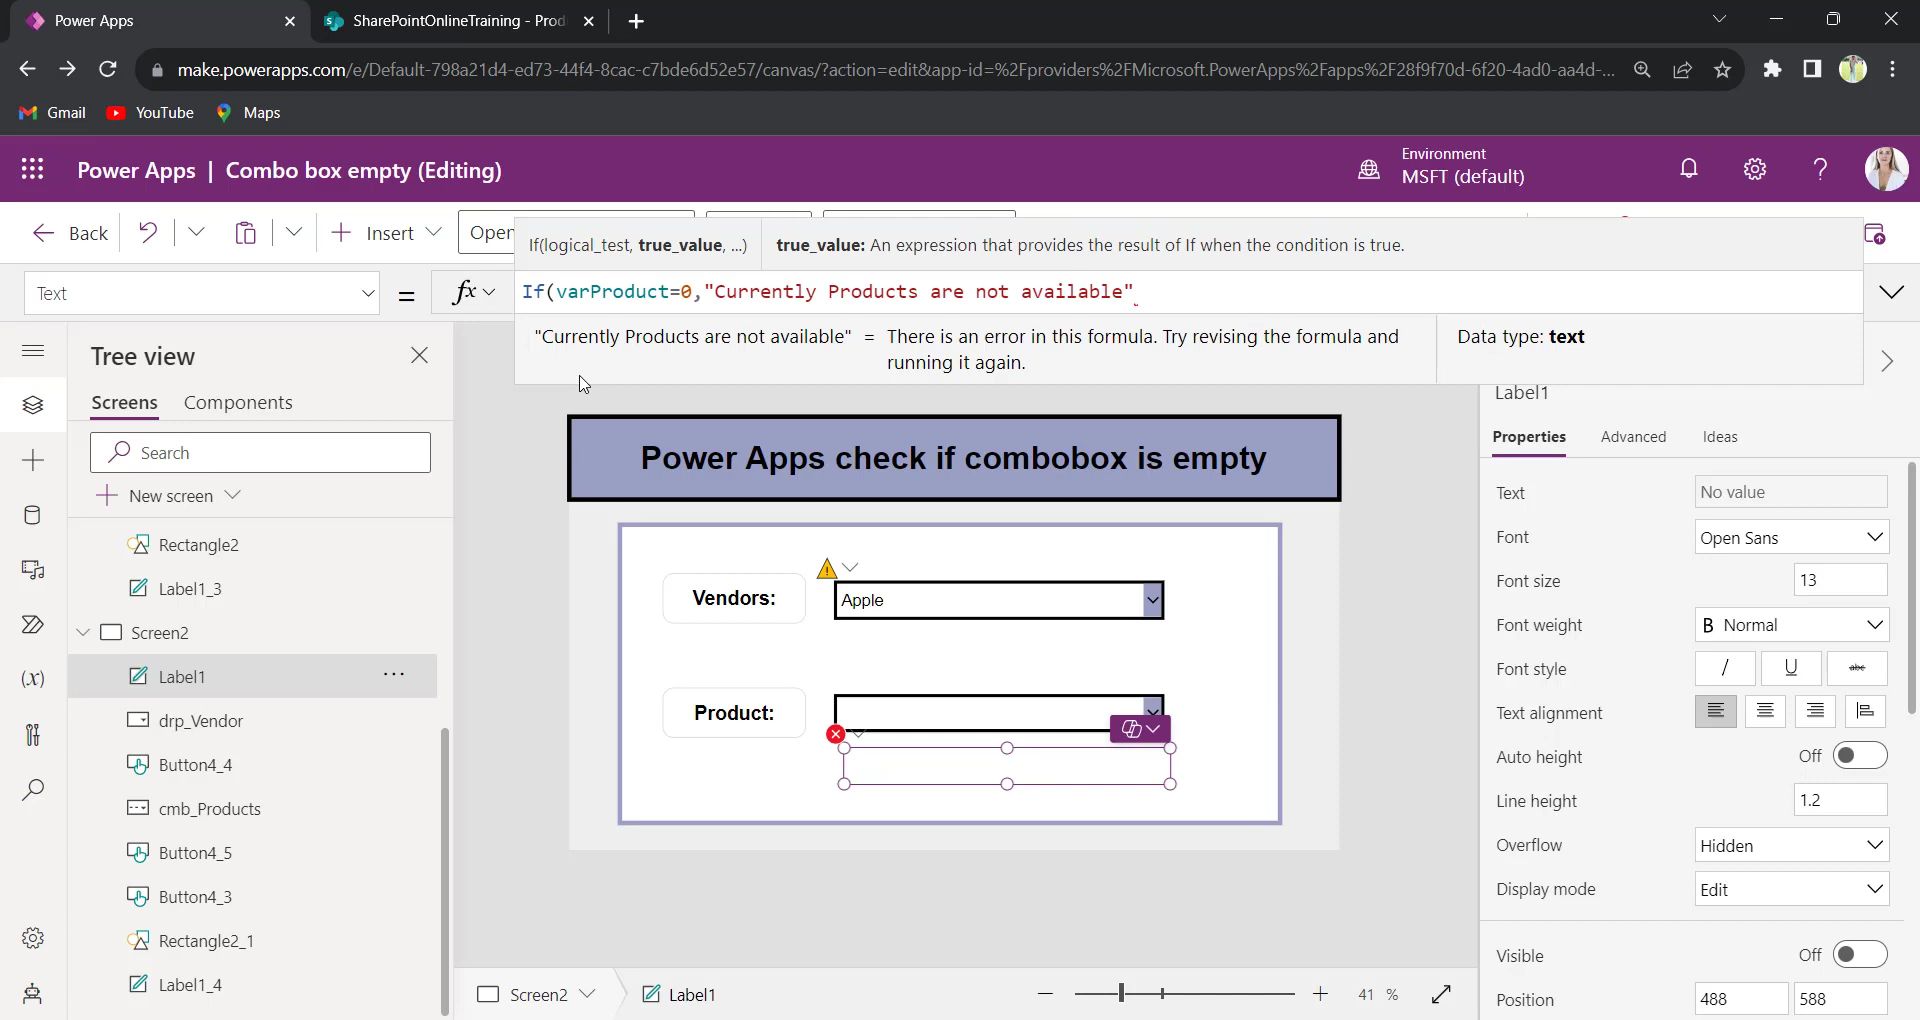 Power Apps
SharePointOnlineTraining - Prod
make.powerapps.com/e/Default-798a21d4-ed73-44f4-8cac-c7bde6d52e57/canvas/?action=edit&app-id=%2Fproviders%2FMicrosoft.PowerApps%2Fapps%2F28f9f70d-6f20-4ad0-aa4d-...
Gmail YouTube Maps
Power Apps | Combo box empty (Editing)
Environment
MSFT (default)
Back Insert Open
If(logical_test, true_value, ...) true_value: An expression that provides the result of If when the condition is true.
Text = fx If(varProduct=0,"Currently Products are not available",
"Currently Products are not available" = There is an error in this formula. Try revising the formula and running it again.
Data type: text
Tree view
Screens Components
Search
New screen
Rectangle2
Label1_3
Screen2
Label1
drp_Vendor
Button4_4
cmb_Products
Button4_5
Button4_3
Rectangle2_1
Label1_4
Power Apps check if combobox is empty
Vendors: Apple
Product:
Label1
Properties Advanced Ideas
Text No value
Font Open Sans
Font size 13
Font weight B Normal
Font style / U abc
Text alignment
Auto height Off
Line height 1.2
Overflow Hidden
Display mode Edit
Visible Off
Position 488 588
Screen2 Label1 41 %